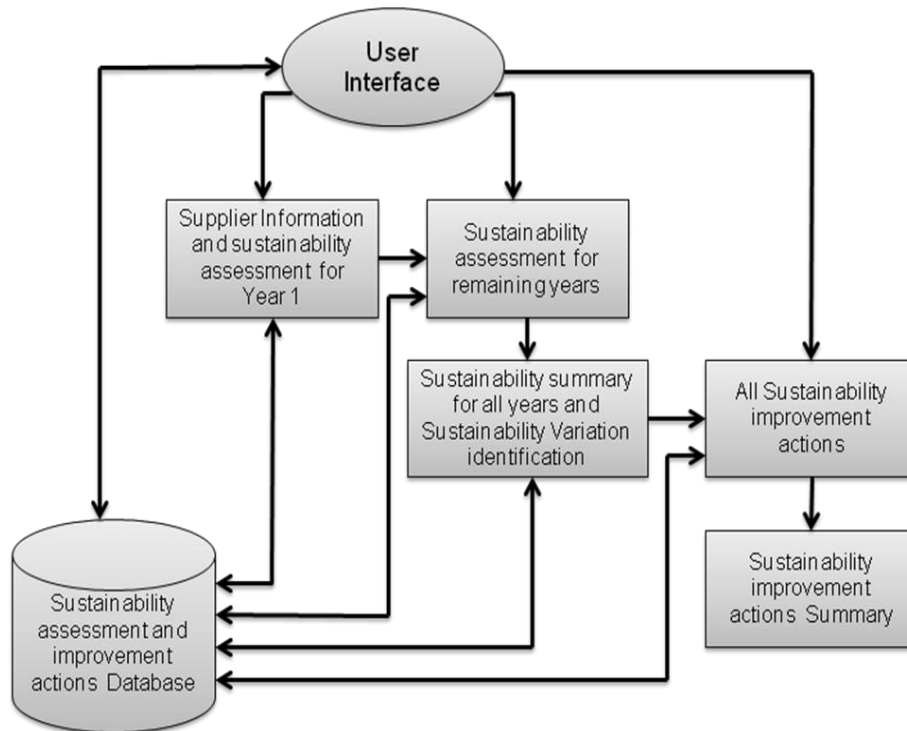 User
Interface
Supplier Information
and sustainability
assessment for
Year 1
Sustainability
assessment for
remaining years
Sustainability summary
for all years and
Sustainability Variation
identification
All Sustainability
improvement
actions
Sustainability
assessment and
improvement
actions Database
Sustainability
improvement
actions Summary